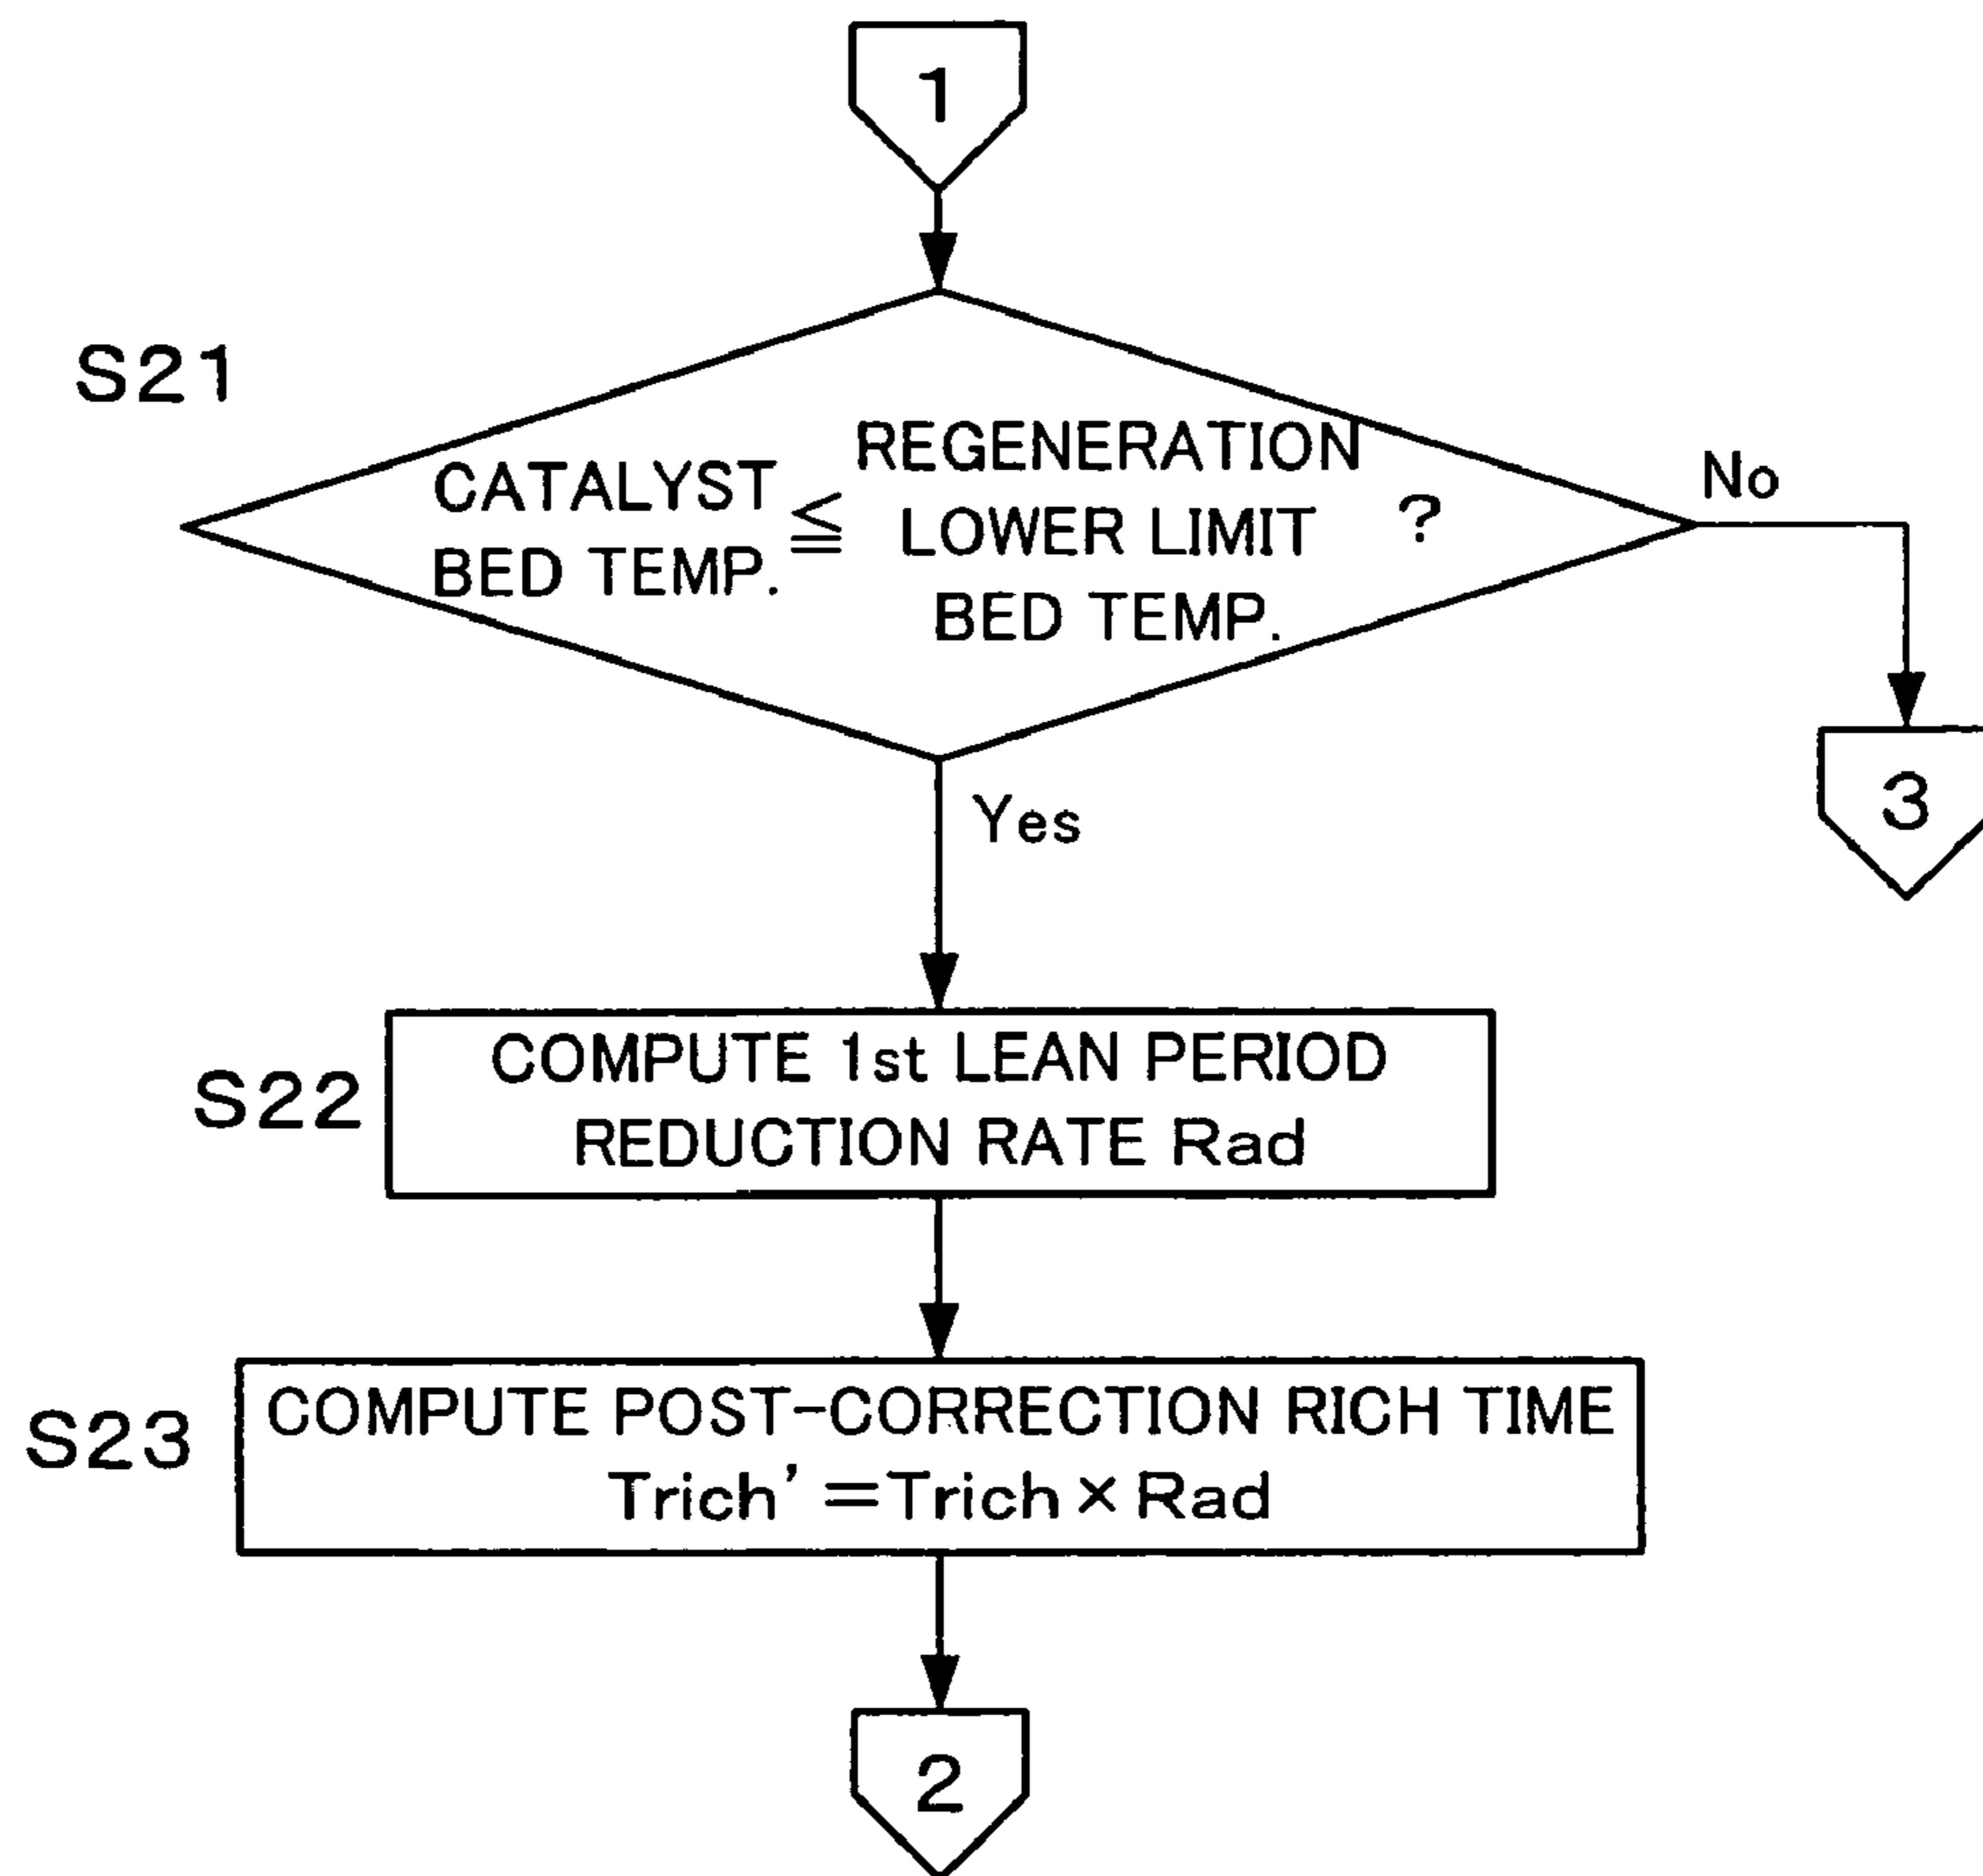 1
S21
CATALYST
BED TEMP.
≦
REGENERATION
LOWER LIMIT
BED TEMP.
?
No
3
Yes
S22
COMPUTE 1st LEAN PERIOD
REDUCTION RATE Rad
S23
COMPUTE POST-CORRECTION RICH TIME
Trich'=Trich×Rad
2